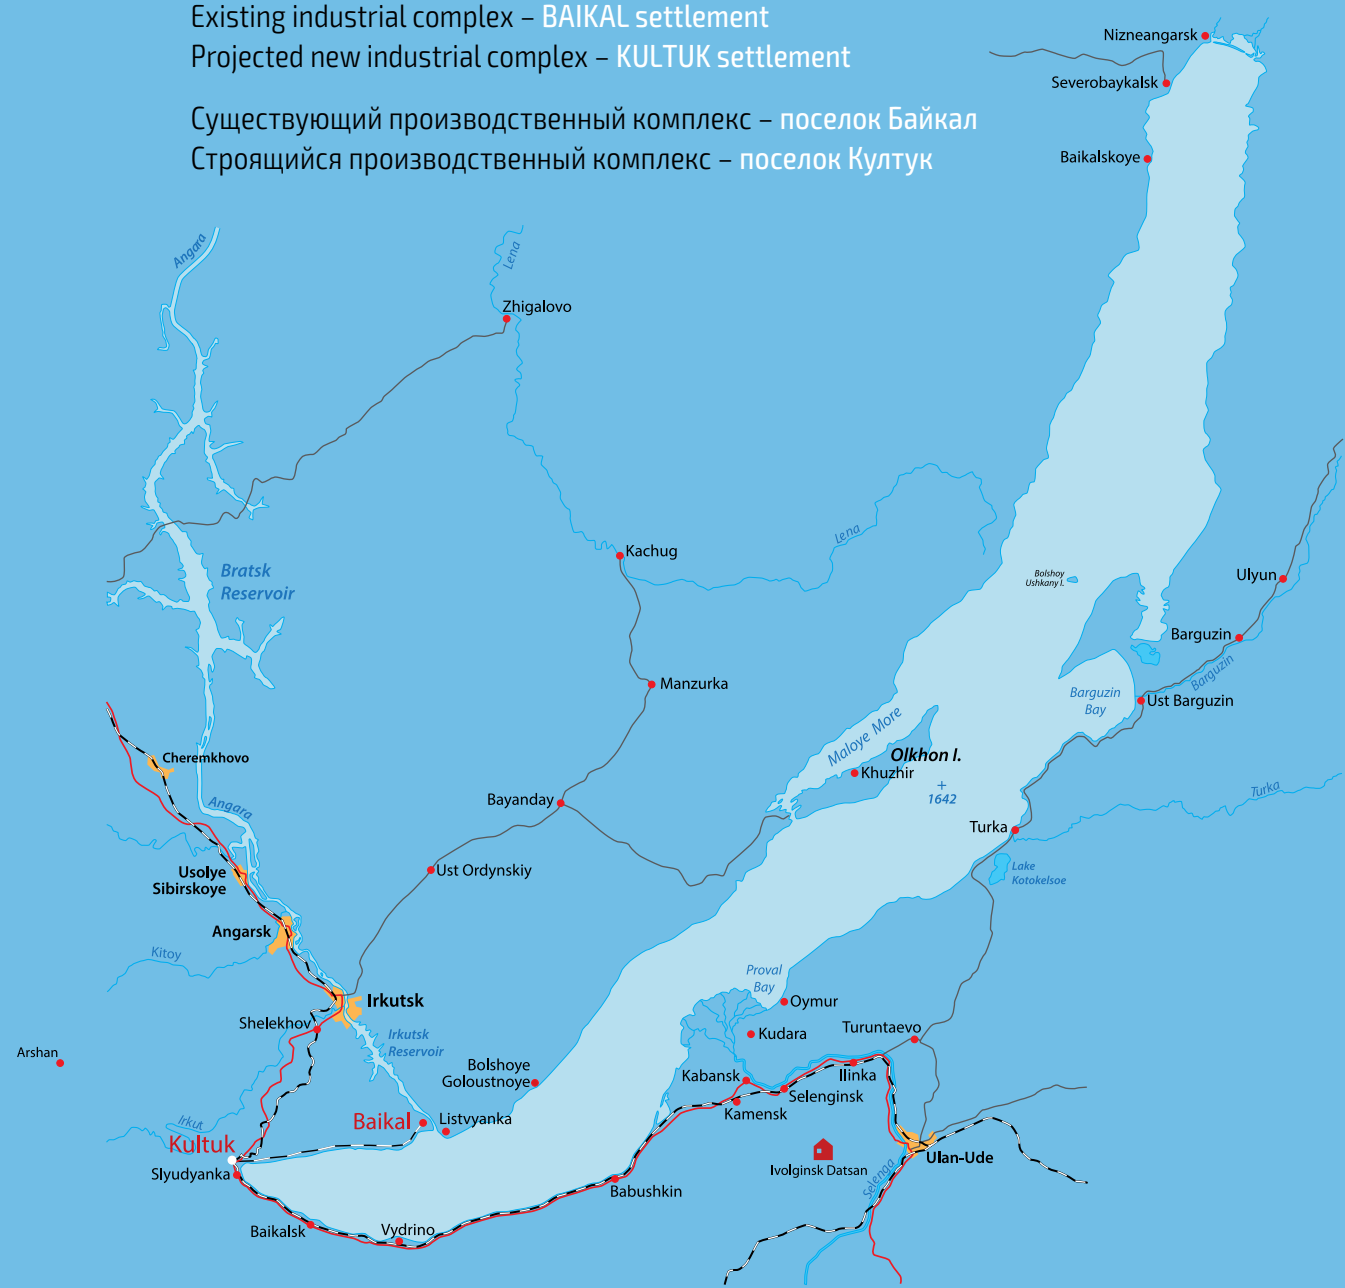 Existing industrial complex – BAIKAL settlement
Projected new industrial complex – KULTUK settlement
Существующий производственный комплекс – поселок Байкал
Строящийся производственный комплекс – поселок Култук
Nizneangarsk
Severobaykalsk
Baikalskoye
Angara
Lena
Zhigalovo
Lena
Kachug
Bratsk
Reservoir
Bolshoy
Ushkany I.
Ulyun
Barguzin
Barguzin
Manzurka
Barguzin
Bay
Ust Barguzin
Maloye More
Olkhon I.
Khuzhir
1642
Cheremkhovo
Angara
Bayanday
Turka
Turka
Usolye
Sibirskoye
Ust Ordynskiy
Lake
Kotokelsoe
Angarsk
Kitoy
Proval
Bay
Irkutsk
Oymur
Shelekhov
Irkutsk
Reservoir
Kudara
Turuntaevo
Arshan
Bolshoye
Goloustnoye
Kabansk
Ilinka
Selenginsk
Kamensk
Irkut
Baikal
Listvyanka
Kultuk
Slyudyanka
Ivolginsk Datsan
Ulan-Ude
Selenga
Babushkin
Baikalsk
Vydrino